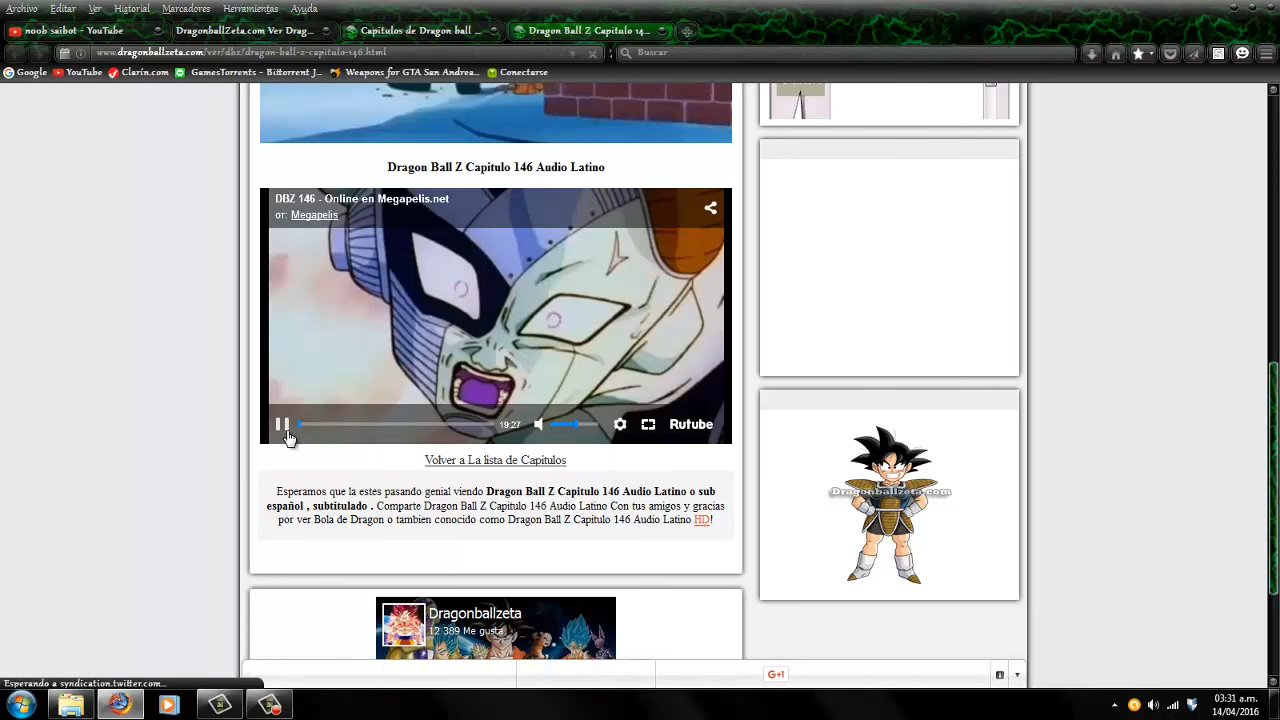 Archivo Editar Ver Historial Marcadores Herramientas Ayuda
noob saibot - YouTube
DragonballZeta.com Ver Drag...
Capitulos de Dragon ball ...
Dragon Ball Z Capitulo 14...
www.dragonballzeta.com/ver/dbz/dragon-ball-z-capitulo-146.html
Buscar
Google YouTube Clarín.com GamesTorrents - Bittorrent J... Weapons for GTA San Andrea... Conectarse
Dragon Ball Z Capitulo 146 Audio Latino
DBZ 146 - Online en Megapelis.net
от: Megapelis
19:27
Rutube
Volver a La lista de Capitulos
Esperamos que la estes pasando genial viendo Dragon Ball Z Capitulo 146 Audio Latino o sub
español , subtitulado . Comparte Dragon Ball Z Capitulo 146 Audio Latino Con tus amigos y gracias
por ver Bola de Dragon o tambien conocido como Dragon Ball Z Capitulo 146 Audio Latino HD!
Dragonballzeta.com
Dragonballzeta
12 389 Me gusta
G+1
Esperando a syndication.twitter.com...
03:31 a.m.
14/04/2016